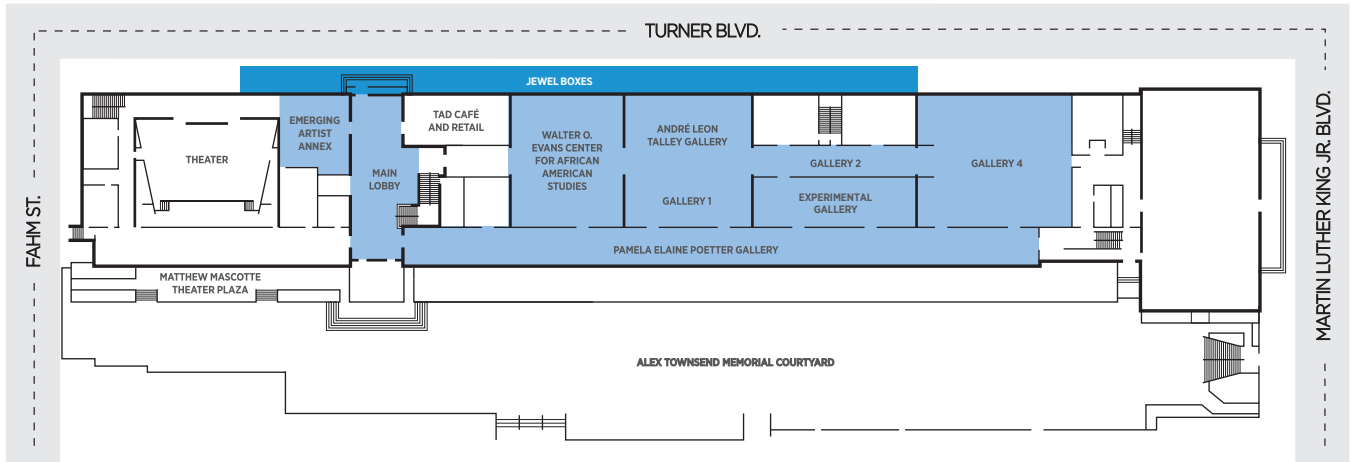 TURNER BLVD.
JEWEL BOXES
EMERGING
ARTIST
ANNEX
TAD CAFÉ
AND RETAIL
THEATER
MAIN
LOBBY
WALTER O.
EVANS CENTER
FOR AFRICAN
AMERICAN
STUDIES
ANDRÉ LEON
TALLEY GALLERY
GALLERY 1
GALLERY 2
EXPERIMENTAL
GALLERY
GALLERY 4
PAMELA ELAINE POETTER GALLERY
MATTHEW MASCOTTE
THEATER PLAZA
ALEX TOWNSEND MEMORIAL COURTYARD
FAHM ST.
MARTIN LUTHER KING JR. BLVD.